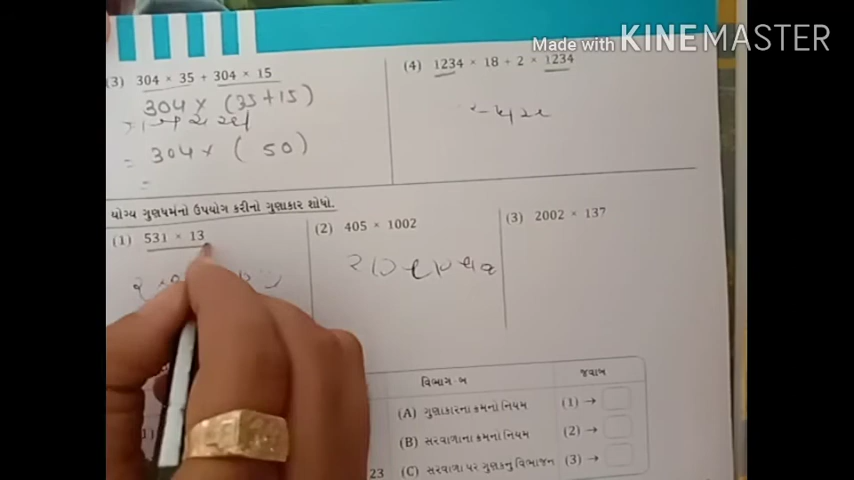 Made with KINEMASTER
(3) 304 × 35 + 304 × 15
304 × (35+15)
= 304 × ( 50 )
=
(4) 1234 × 18 + 2 × 1234
યોગ્ય ગુણધર્મનો ઉપયોગ કરીનો ગુણાકાર શોધો.
(1) 531 × 13
(2) 405 × 1002
(3) 2002 × 137
વિભાગ-બ
જવાબ
(A) ગુણાકારના ક્રમનો નિયમ
(1) →
(B) સરવાળાના ક્રમનો નિયમ
(2) →
23
(C) સરવાળા પર ગુણકનુ વિભાજન
(3) →